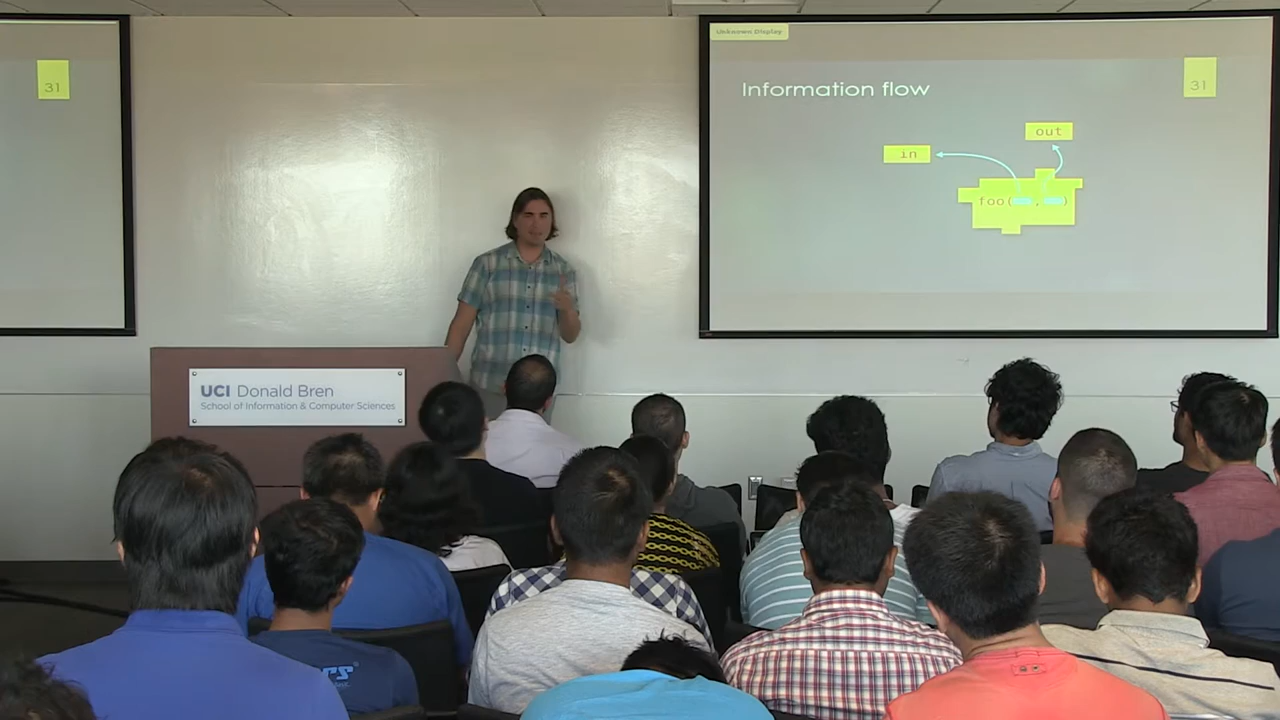 31
Unknown Display
Information flow
31
out
in
foo( , )
UCI Donald Bren
School of Information & Computer Sciences